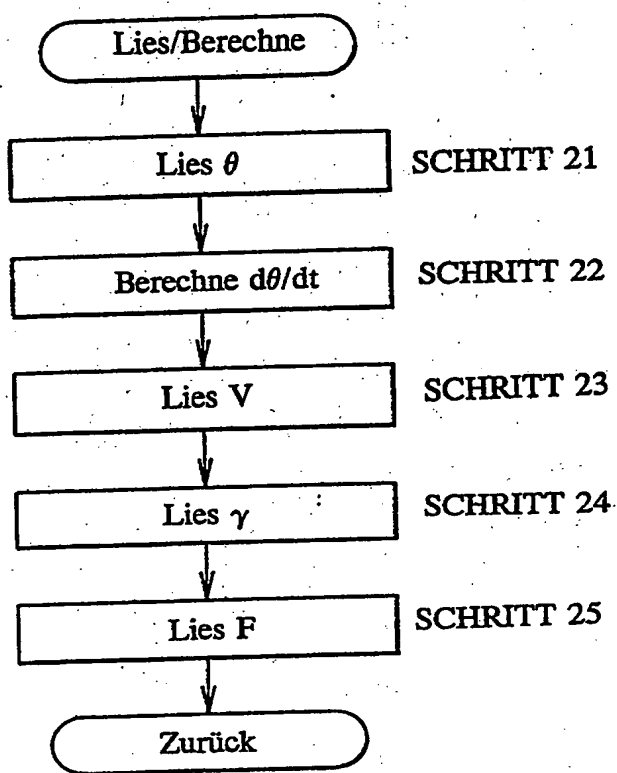 Lies/Berechne
Lies θ SCHRITT 21
Berechne dθ/dt SCHRITT 22
Lies V SCHRITT 23
Lies γ SCHRITT 24
Lies F SCHRITT 25
Zurück